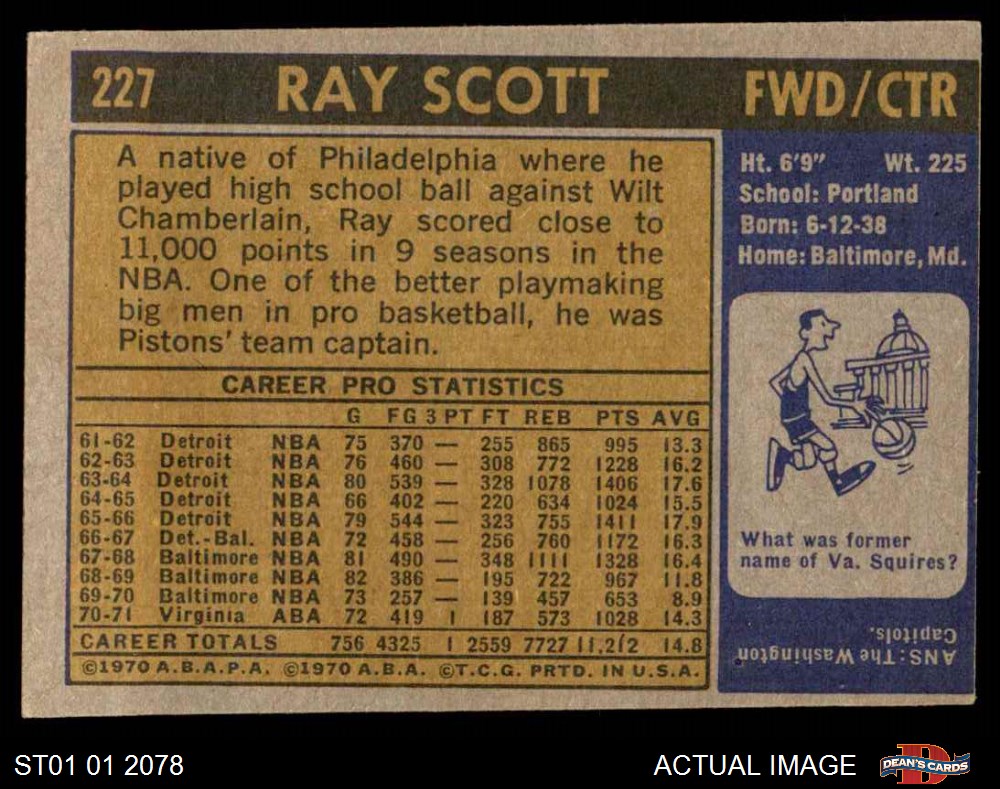 227 RAY SCOTT FWD/CTR
A native of Philadelphia where he
played high school ball against Wilt
Chamberlain, Ray scored close to
11,000 points in 9 seasons in the
NBA. One of the better playmaking
big men in pro basketball, he was
Pistons' team captain.
Ht. 6'9" Wt. 225
School: Portland
Born: 6-12-38
Home: Baltimore, Md.
CAREER PRO STATISTICS
G FG 3 PT FT REB PTS AVG
61-62 Detroit NBA 75 370 — 255 865 995 13.3
62-63 Detroit NBA 76 460 — 308 772 1228 16.2
63-64 Detroit NBA 80 539 — 328 1078 1406 17.6
64-65 Detroit NBA 66 402 — 220 634 1024 15.5
65-66 Detroit NBA 79 544 — 323 755 1411 17.9
66-67 Det.-Bal. NBA 72 458 — 256 760 1172 16.3
67-68 Baltimore NBA 81 490 — 348 1111 1328 16.4
68-69 Baltimore NBA 82 386 — 195 722 967 11.8
69-70 Baltimore NBA 73 257 — 139 457 653 8.9
70-71 Virginia ABA 72 419 1 187 573 1028 14.3
CAREER TOTALS 756 4325 1 2559 7727 11,212 14.8
©1970 A.B.A.P.A. ©1970 A.B.A. ©T.C.G. PRTD. IN U.S.A.
What was former
name of Va. Squires?
ANS: The Washington
Capitols.
ST01 01 2078
ACTUAL IMAGE
D
DEAN'S CARDS